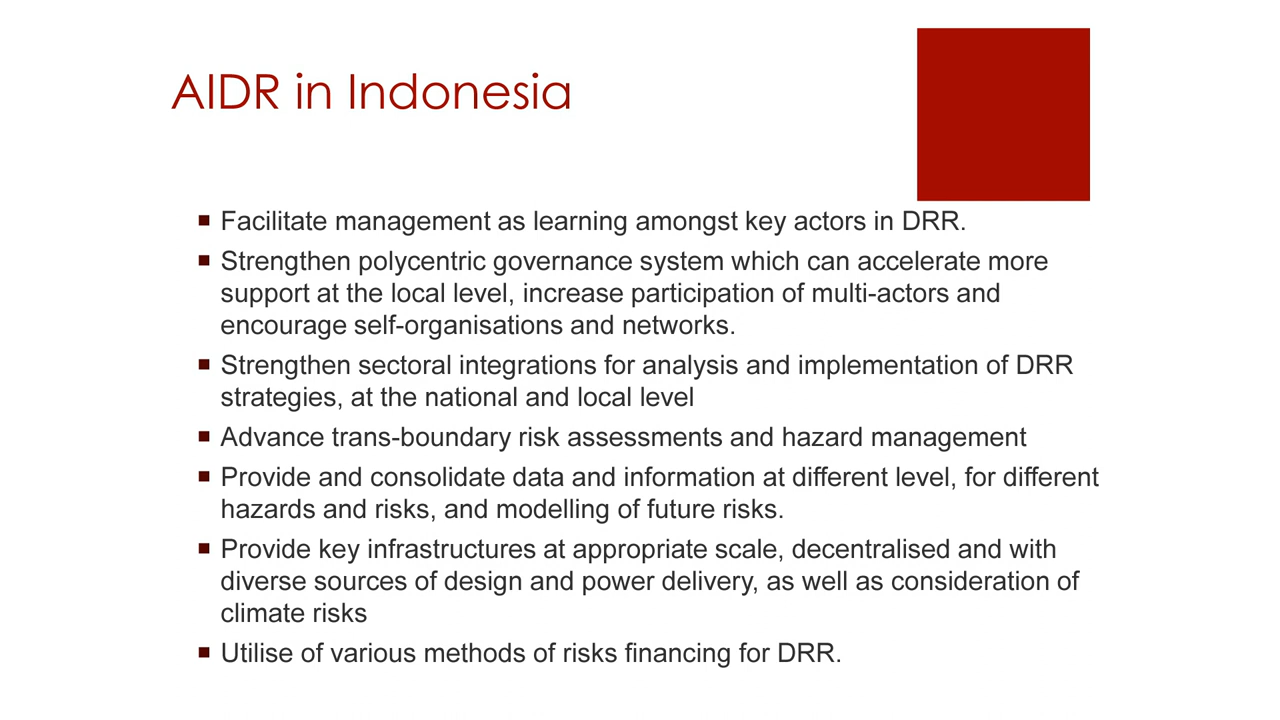 AIDR in Indonesia
Facilitate management as learning amongst key actors in DRR.
Strengthen polycentric governance system which can accelerate more
support at the local level, increase participation of multi-actors and
encourage self-organisations and networks.
Strengthen sectoral integrations for analysis and implementation of DRR
strategies, at the national and local level
Advance trans-boundary risk assessments and hazard management
Provide and consolidate data and information at different level, for different
hazards and risks, and modelling of future risks.
Provide key infrastructures at appropriate scale, decentralised and with
diverse sources of design and power delivery, as well as consideration of
climate risks
Utilise of various methods of risks financing for DRR.